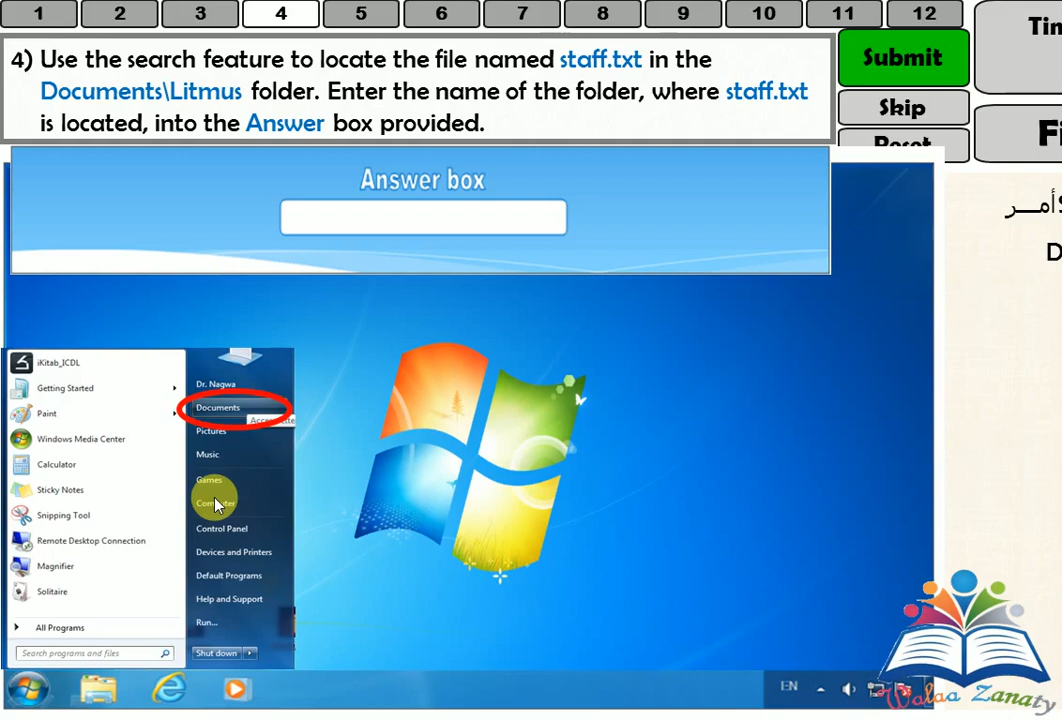 1 2 3 4 5 6 7 8 9 10 11 12
4) Use the search feature to locate the file named staff.txt in the
Documents\Litmus folder. Enter the name of the folder, where staff.txt
is located, into the Answer box provided.
Submit
Skip
Reset
Answer box
iKitab_ICDL
Getting Started
Paint
Windows Media Center
Calculator
Sticky Notes
Snipping Tool
Remote Desktop Connection
Magnifier
Solitaire
All Programs
Search programs and files
Dr. Nagwa
Documents
Pictures
Music
Games
Computer
Control Panel
Devices and Printers
Default Programs
Help and Support
Run...
Shut down
EN
Walaa Zanaty